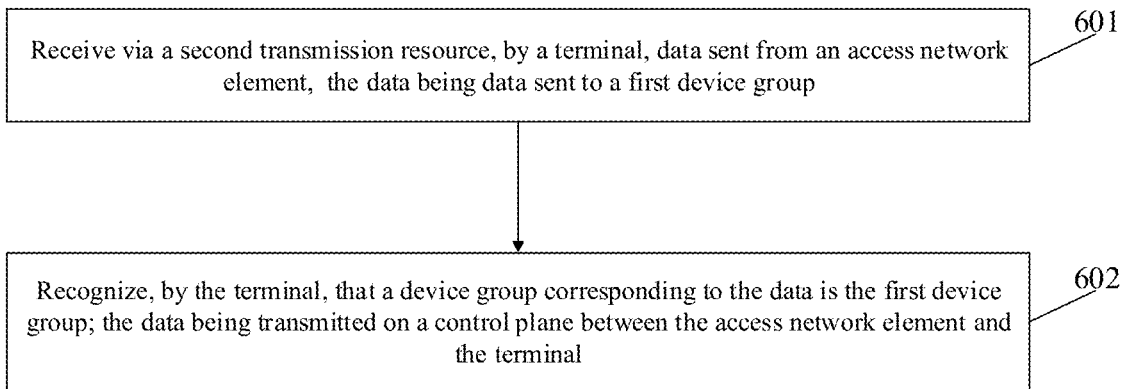 601
Receive via a second transmission resource, by a terminal, data sent from an access network
element, the data being data sent to a first device group
602
Recognize, by the terminal, that a device group corresponding to the data is the first device
group; the data being transmitted on a control plane between the access network element and
the terminal